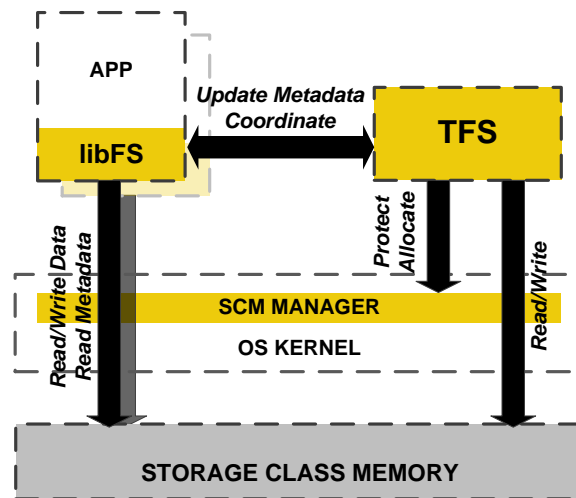 APP
Update Metadata
Coordinate
libFS
TFS
Protect
Allocate
Read/Write Data
Read Metadata
Read/Write
SCM MANAGER
OS KERNEL
STORAGE CLASS MEMORY